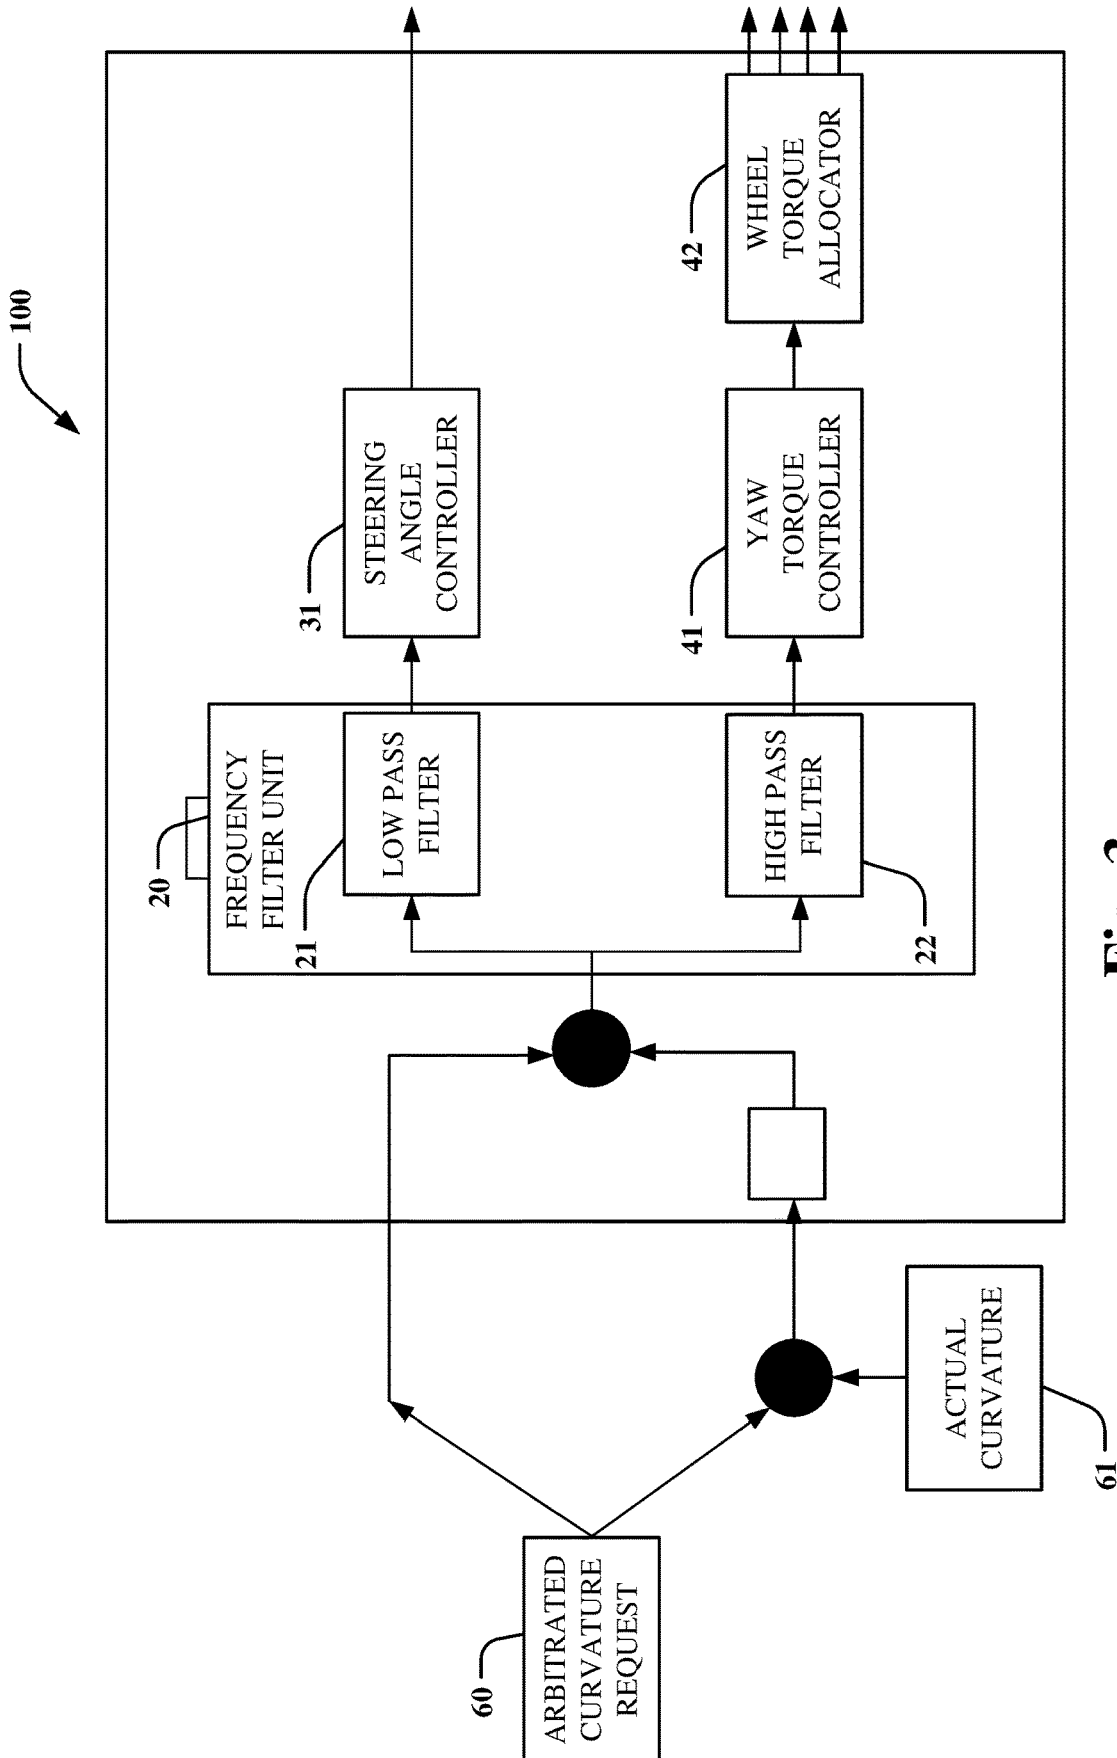 100
20
FREQUENCY
FILTER UNIT
21
LOW PASS
FILTER
31
STEERING
ANGLE
CONTROLLER
22
HIGH PASS
FILTER
41
YAW
TORQUE
CONTROLLER
42
WHEEL
TORQUE
ALLOCATOR
60
ARBITRATED
CURVATURE
REQUEST
61
ACTUAL
CURVATURE